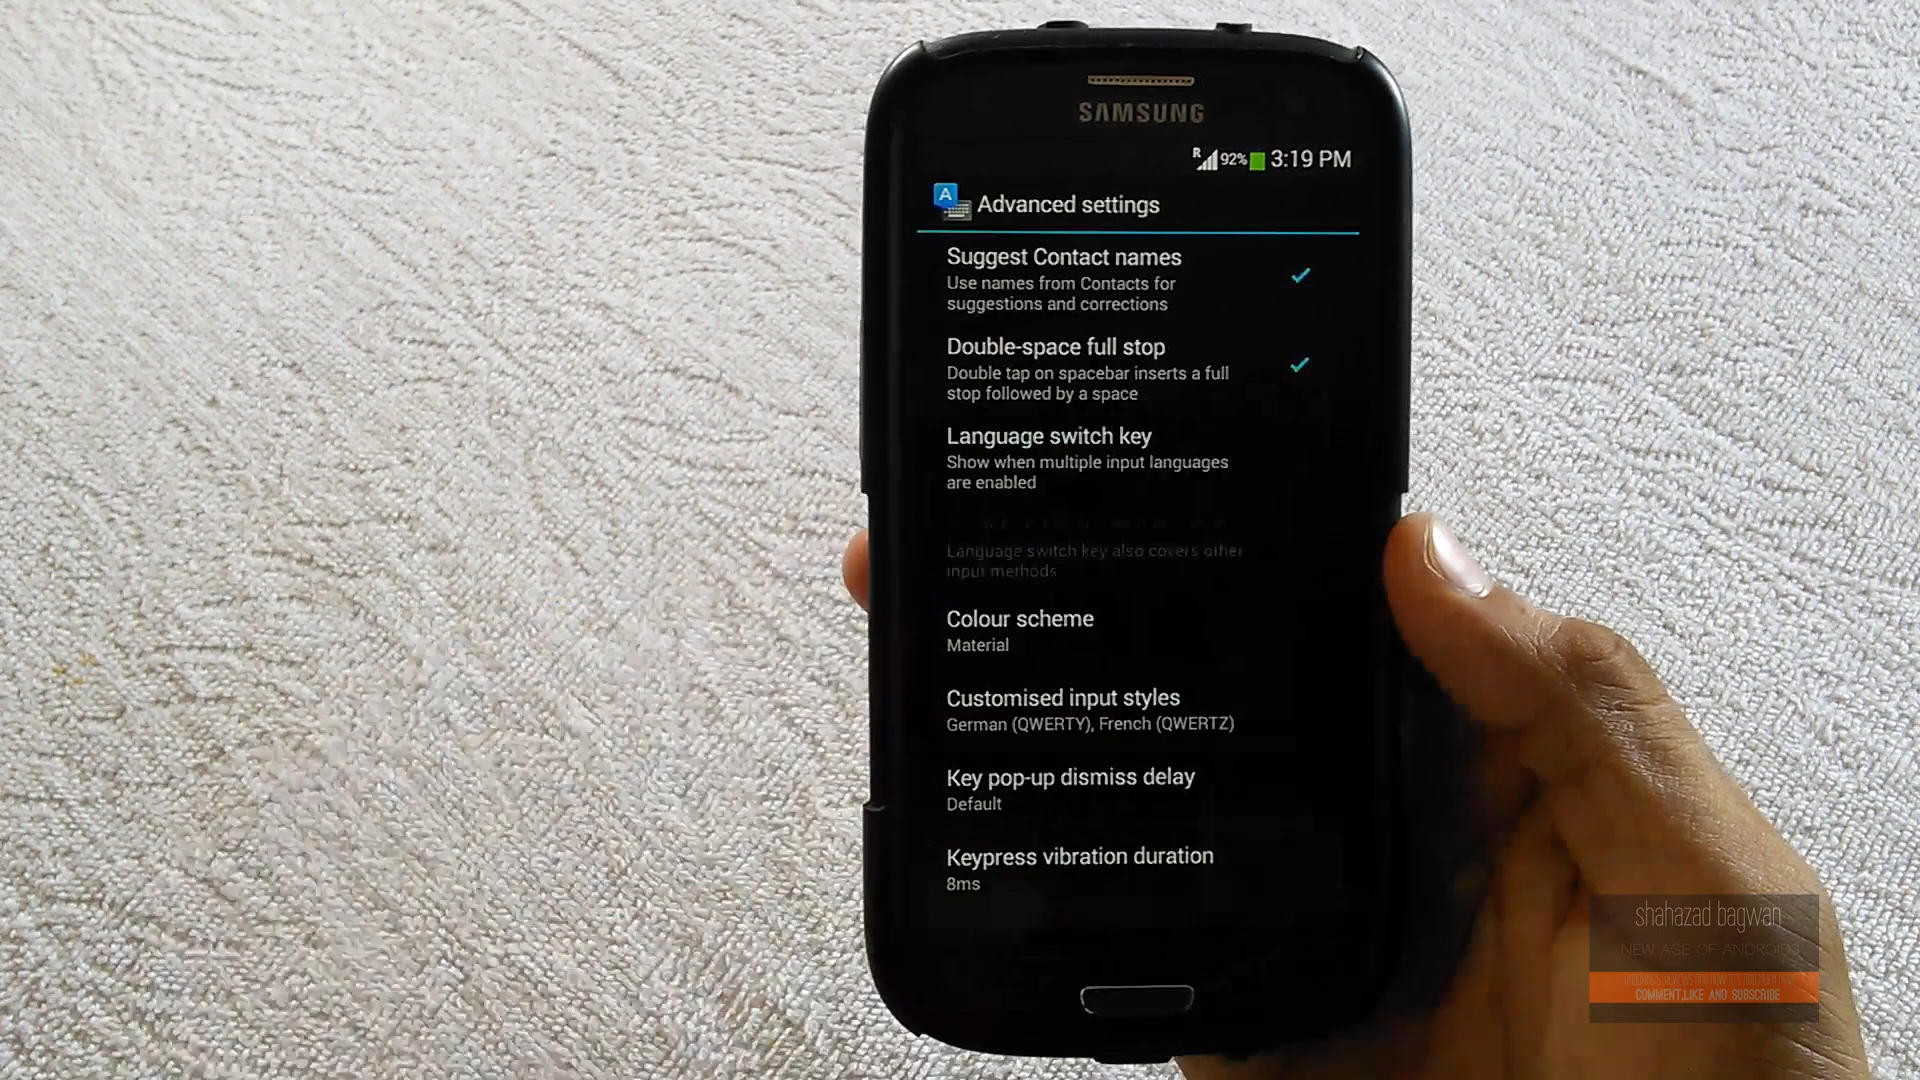 SAMSUNG
R 92% 3:19 PM
A
Advanced settings
Suggest Contact names
Use names from Contacts for
suggestions and corrections
Double-space full stop
Double tap on spacebar inserts a full
stop followed by a space
Language switch key
Show when multiple input languages
are enabled
Language switch key also covers other
input methods
Colour scheme
Material
Customised input styles
German (QWERTY), French (QWERTZ)
Key pop-up dismiss delay
Default
Keypress vibration duration
8ms
shahazad bagwan
NEW AGE OF ANDROIDS
COMMENT,LIKE AND SUBSCRIBE